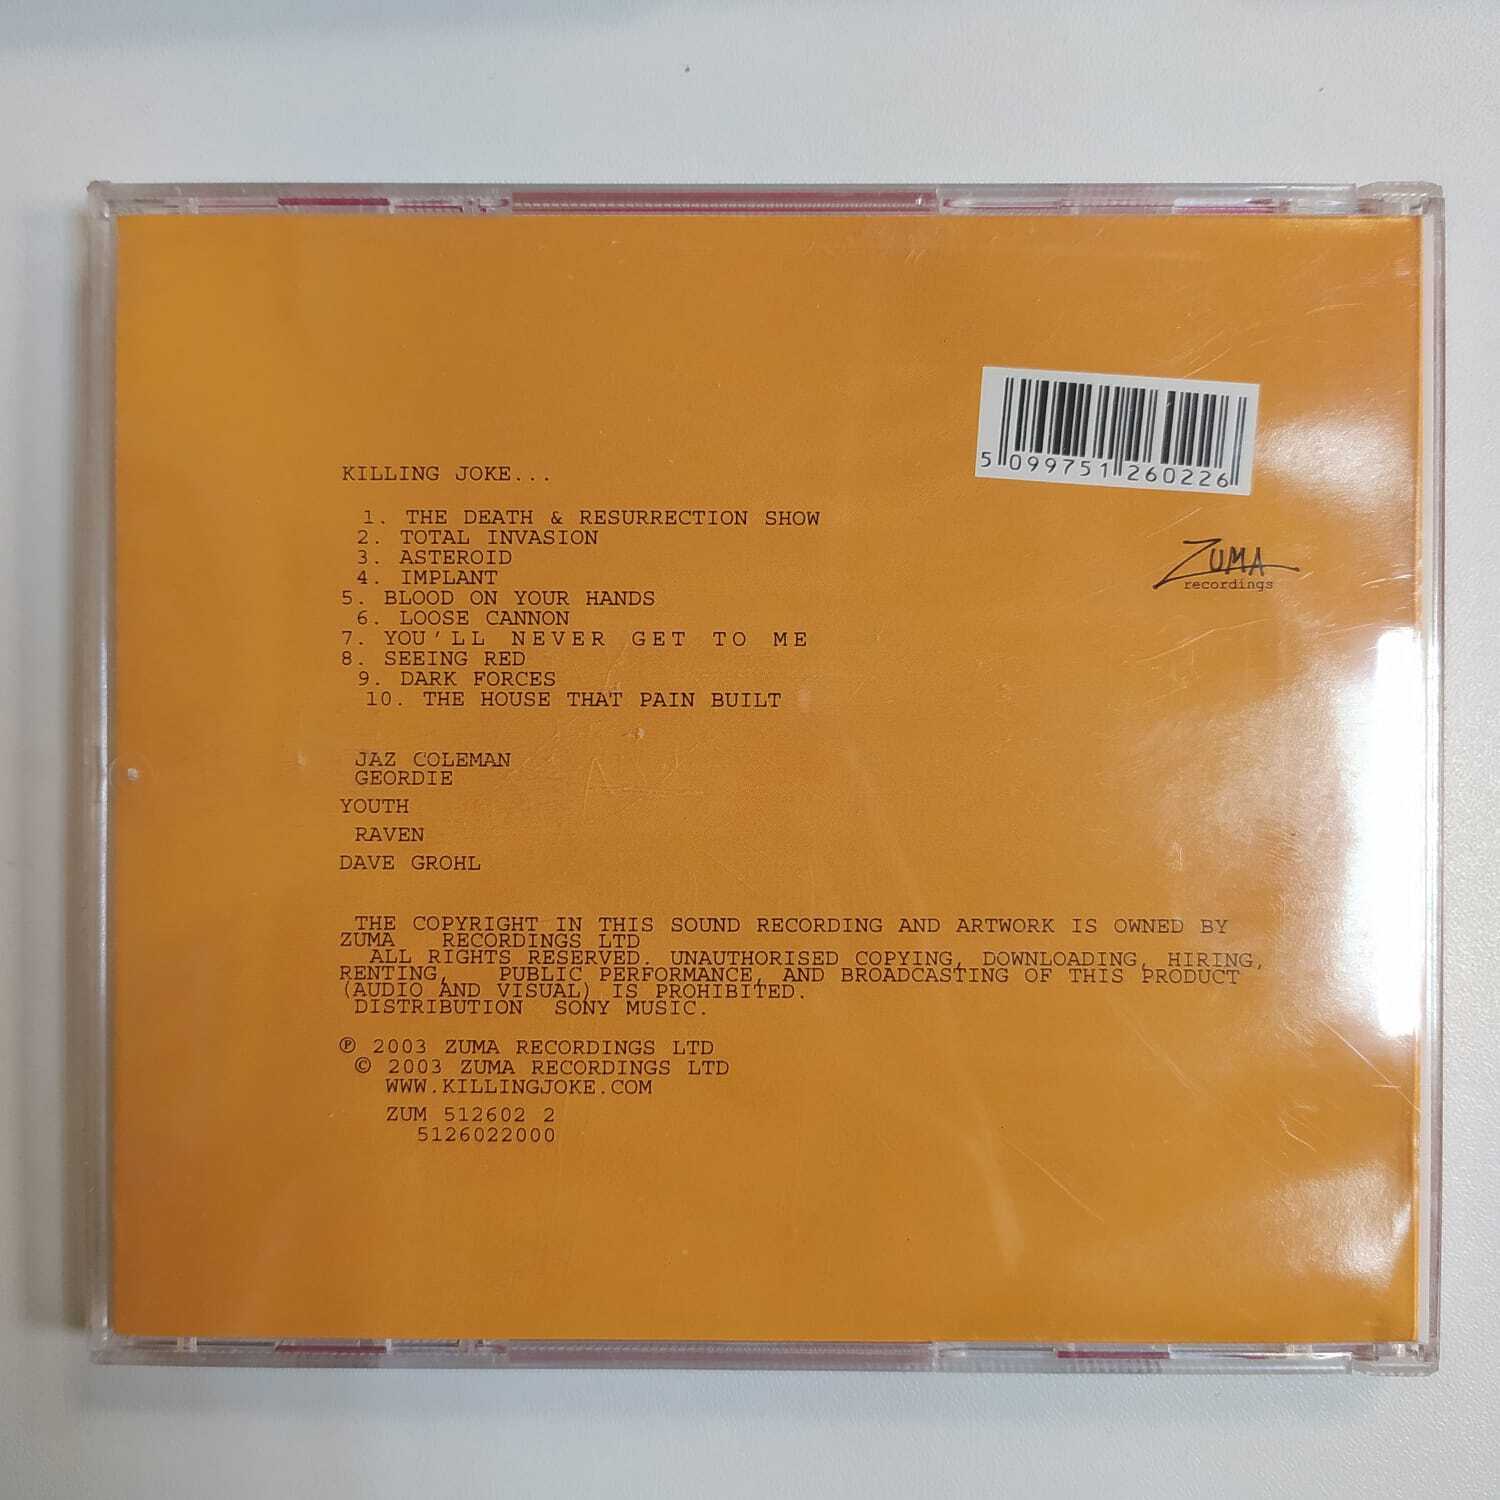 5 099751 260226
KILLING JOKE...
1. THE DEATH & RESURRECTION SHOW
2. TOTAL INVASION
3. ASTEROID
4. IMPLANT
5. BLOOD ON YOUR HANDS
6. LOOSE CANNON
7. YOU'LL NEVER GET TO ME
8. SEEING RED
9. DARK FORCES
10. THE HOUSE THAT PAIN BUILT
ZUMA
recordings
JAZ COLEMAN
GEORDIE
YOUTH
RAVEN
DAVE GROHL
THE COPYRIGHT IN THIS SOUND RECORDING AND ARTWORK IS OWNED BY
ZUMA RECORDINGS LTD
ALL RIGHTS RESERVED. UNAUTHORISED COPYING, DOWNLOADING, HIRING,
RENTING, PUBLIC PERFORMANCE, AND BROADCASTING OF THIS PRODUCT
(AUDIO AND VISUAL) IS PROHIBITED.
DISTRIBUTION SONY MUSIC.
℗ 2003 ZUMA RECORDINGS LTD
© 2003 ZUMA RECORDINGS LTD
WWW.KILLINGJOKE.COM
ZUM 512602 2
5126022000